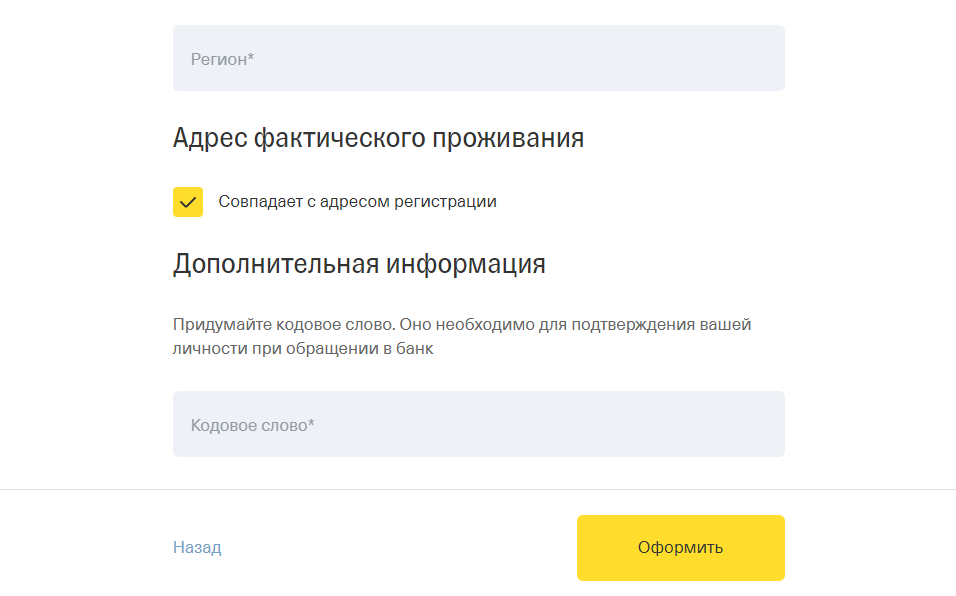 Регион*
Адрес фактического проживания
Совпадает с адресом регистрации
Дополнительная информация
Придумайте кодовое слово. Оно необходимо для подтверждения вашей
личности при обращении в банк
Кодовое слово*
Назад
Оформить